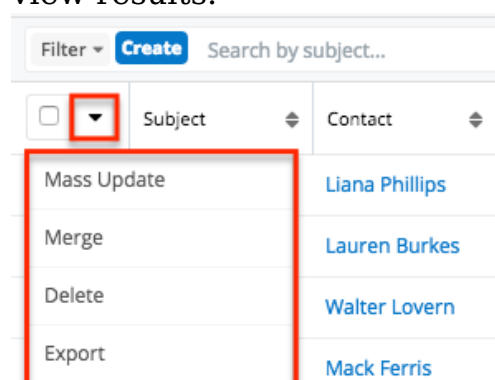 view results.
Filter Create Search by subject...
Subject Contact
Mass Update Liana Phillips
Merge Lauren Burkes
Delete Walter Lovern
Export Mack Ferris